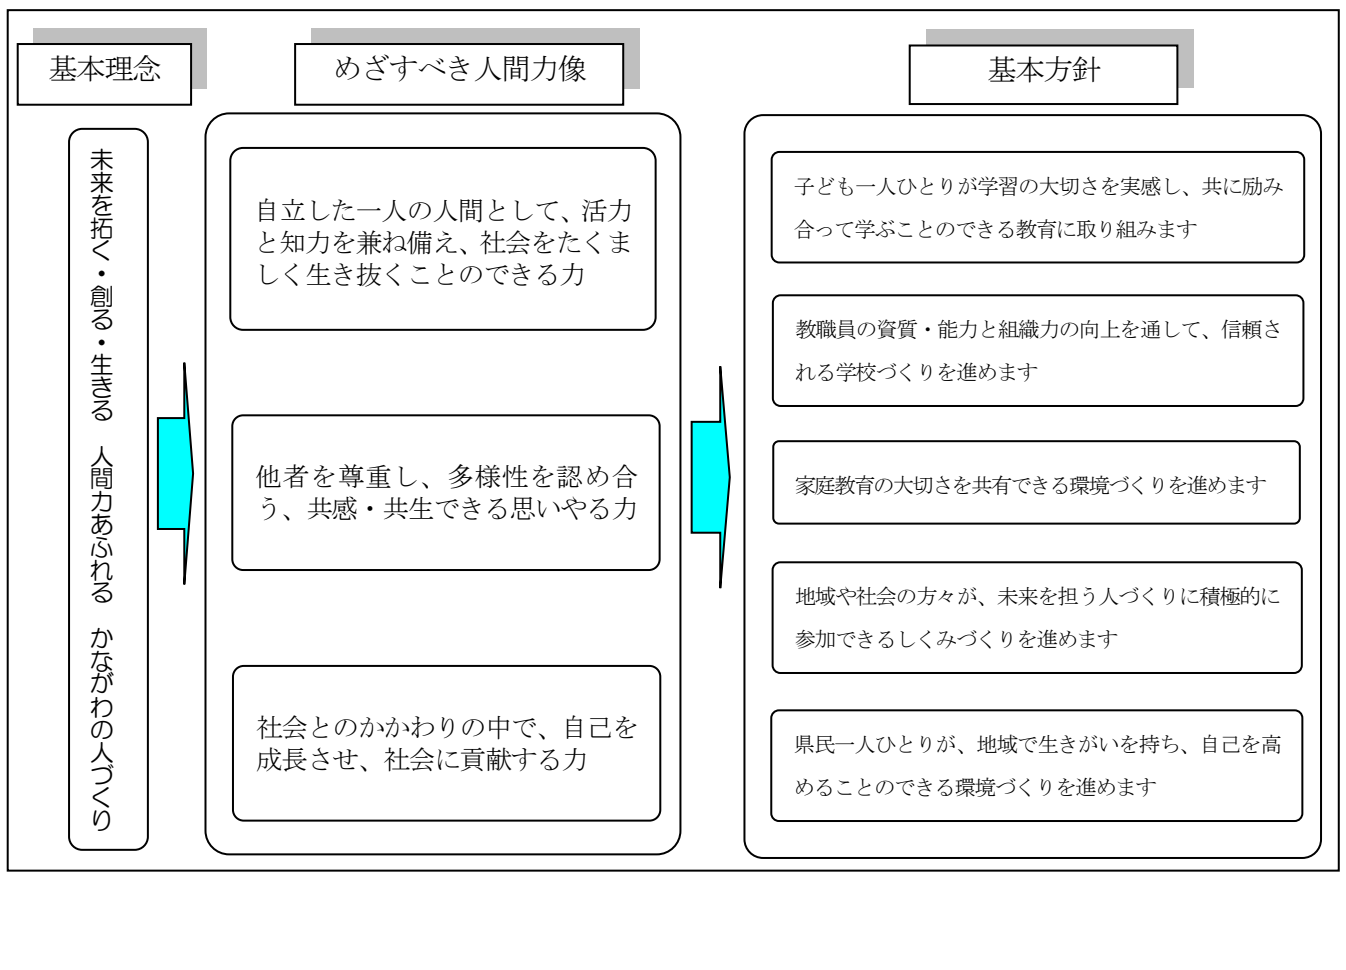 基本理念
めざすべき人間力像
基本方針
未来を拓く・創る・生きる　人間力あふれる　かながわの人づくり
自立した一人の人間として、活力
と知力を兼ね備え、社会をたくま
しく生き抜くことのできる力
他者を尊重し、多様性を認め合
う、共感・共生できる思いやる力
社会とのかかわりの中で、自己を
成長させ、社会に貢献する力
子ども一人ひとりが学習の大切さを実感し、共に励み
合って学ぶことのできる教育に取り組みます
教職員の資質・能力と組織力の向上を通して、信頼さ
れる学校づくりを進めます
家庭教育の大切さを共有できる環境づくりを進めます
地域や社会の方々が、未来を担う人づくりに積極的に
参加できるしくみづくりを進めます
県民一人ひとりが、地域で生きがいを持ち、自己を高
めることのできる環境づくりを進めます